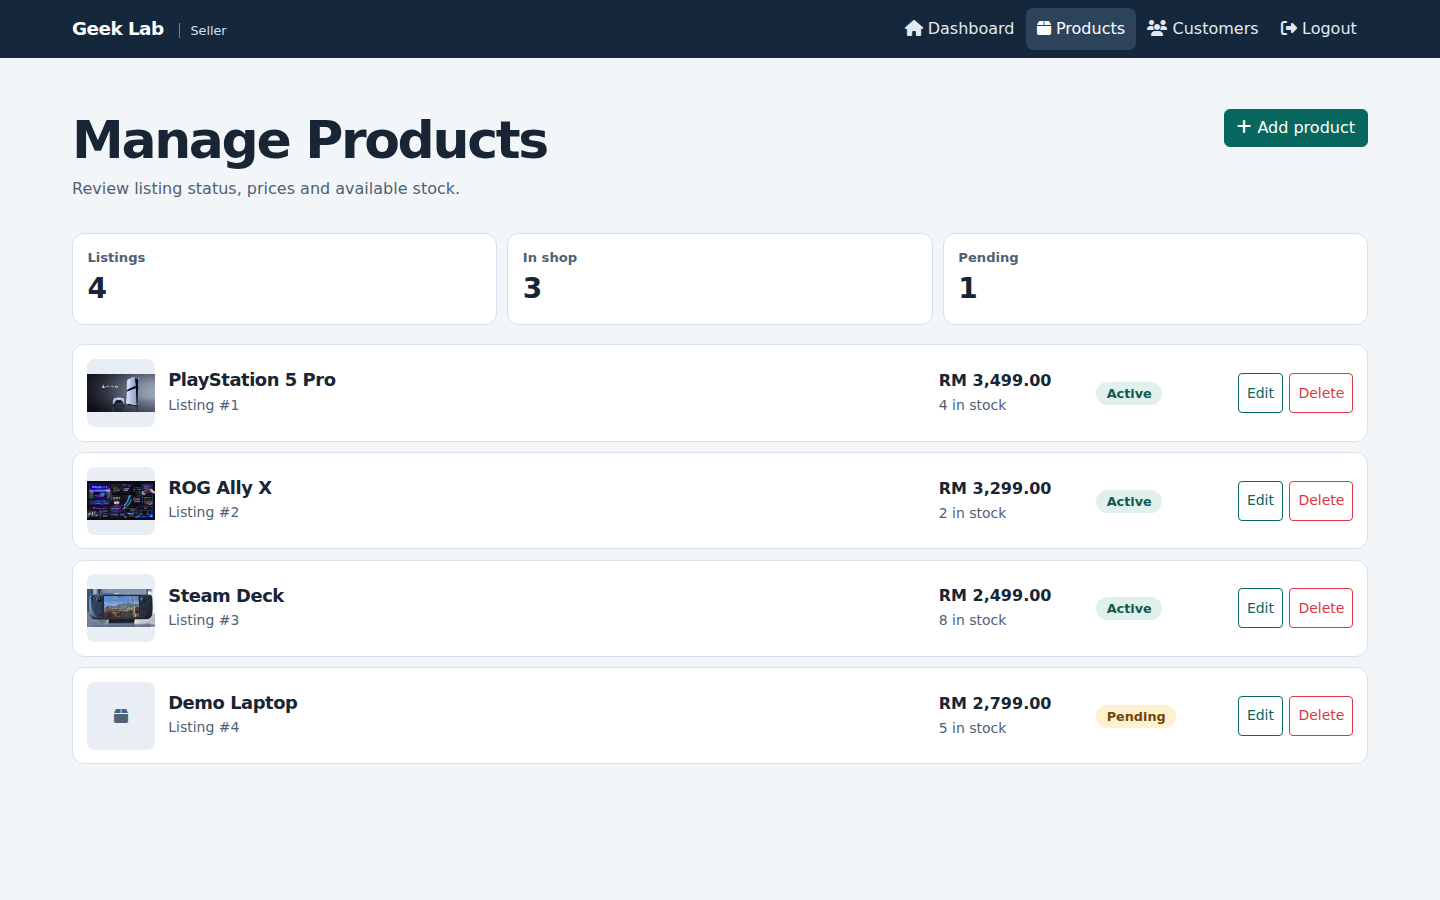 Geek Lab
Seller
Dashboard
Products
Customers
Logout
Manage Products
Review listing status, prices and available stock.
Add product
Listings
4
In shop
3
Pending
1
PlayStation 5 Pro
Listing #1
RM 3,499.00
4 in stock
Active
Edit
Delete
ROG Ally X
Listing #2
RM 3,299.00
2 in stock
Active
Edit
Delete
Steam Deck
Listing #3
RM 2,499.00
8 in stock
Active
Edit
Delete
Demo Laptop
Listing #4
RM 2,799.00
5 in stock
Pending
Edit
Delete